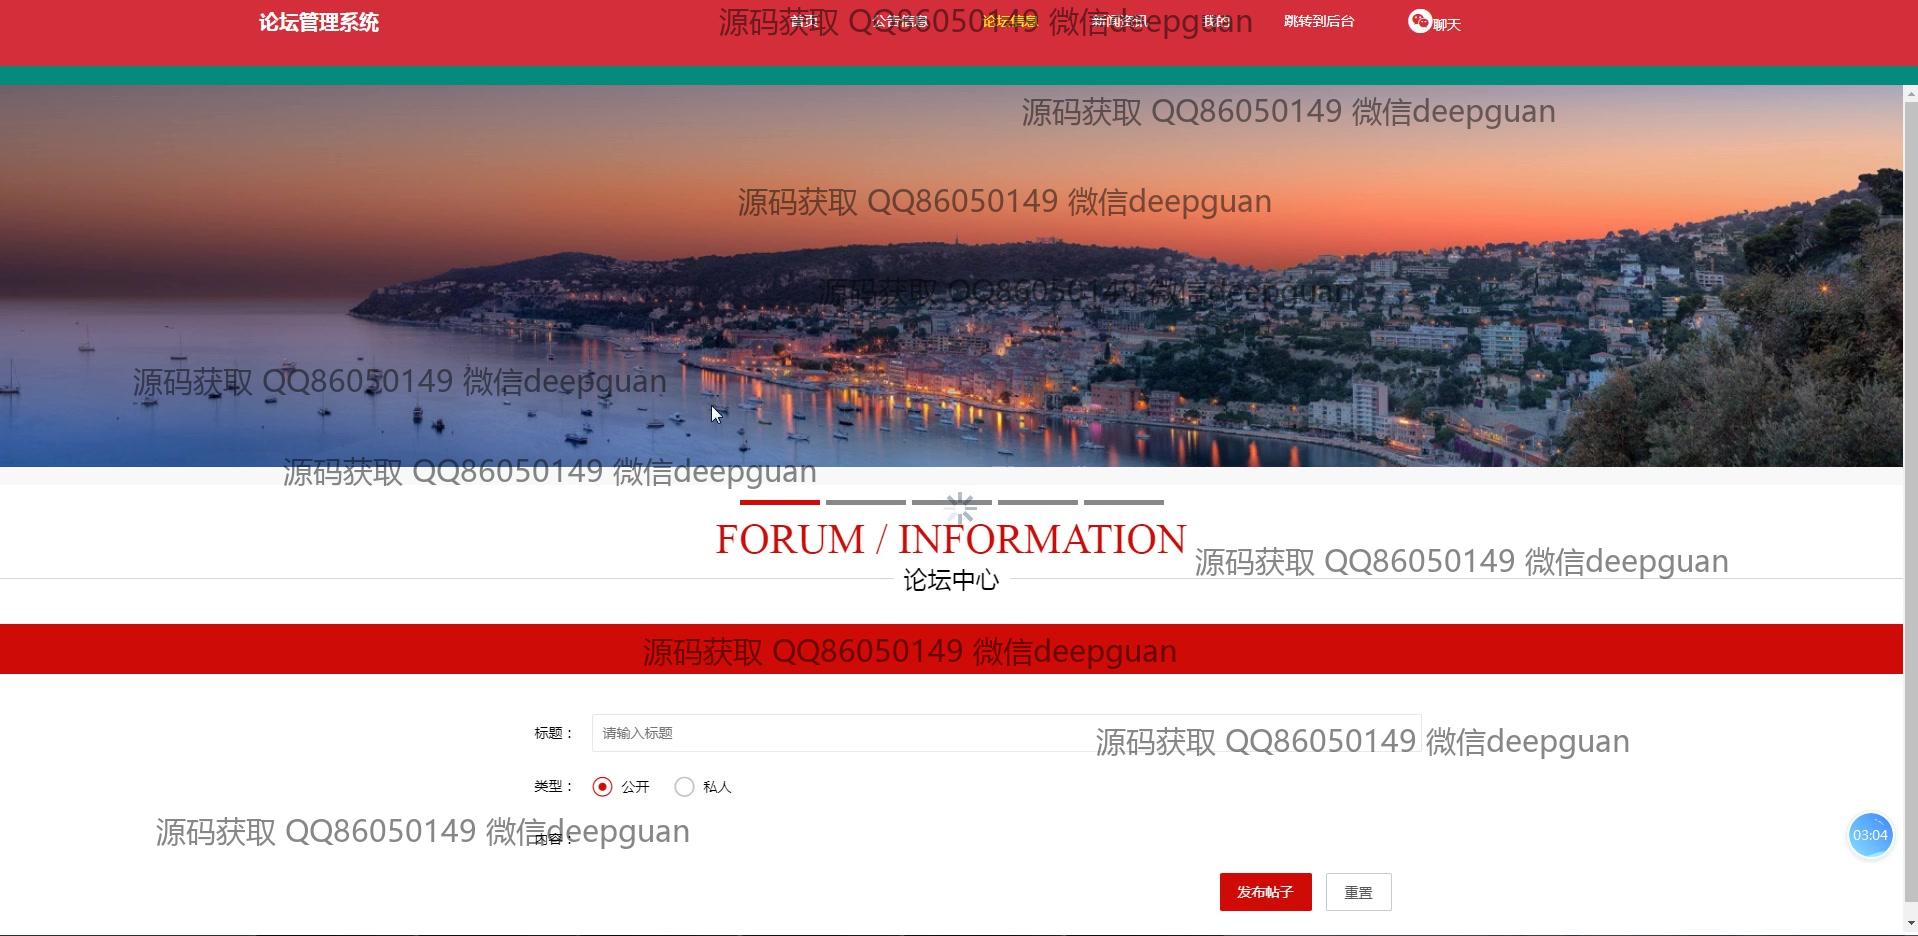 论坛管理系统
首页 公告信息 论坛信息 新闻资讯 我的 跳转到后台 聊天
源码获取 QQ86050149 微信deepguan
源码获取 QQ86050149 微信deepguan
源码获取 QQ86050149 微信deepguan
源码获取 QQ86050149 微信deepguan
源码获取 QQ86050149 微信deepguan
源码获取 QQ86050149 微信deepguan
FORUM / INFORMATION
源码获取 QQ86050149 微信deepguan
论坛中心
源码获取 QQ86050149 微信deepguan
标题： 请输入标题
源码获取 QQ86050149 微信deepguan
类型： 公开 私人
源码获取 QQ86050149 微信deepguan
内容：
03:04
发布帖子 重置